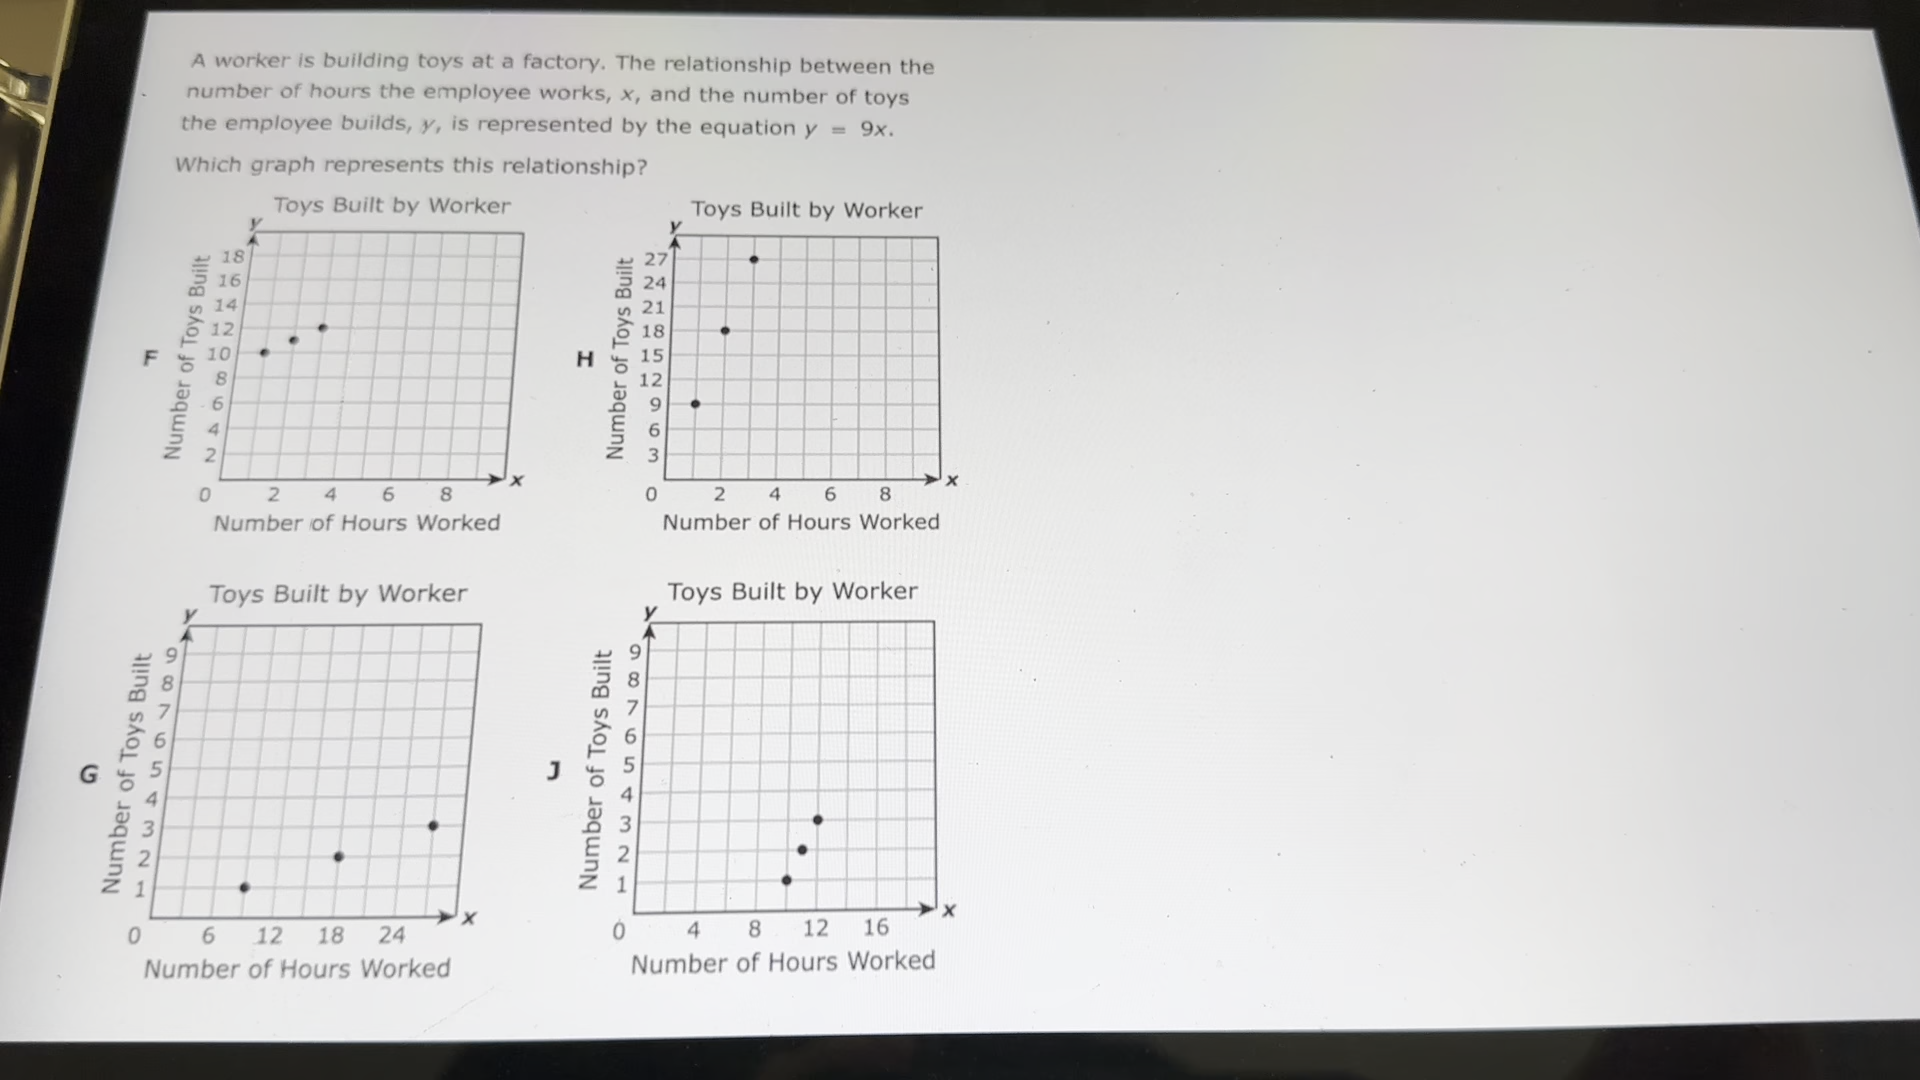 A worker is building toys at a factory. The relationship between the
number of hours the employee works, x, and the number of toys
the employee builds, y, is represented by the equation y = 9x.
Which graph represents this relationship?
F
Toys Built by Worker
y
Number of Toys Built
18
16
14
12
10
8
6
4
2
0 2 4 6 8 x
Number of Hours Worked
H
Toys Built by Worker
y
Number of Toys Built
27
24
21
18
15
12
9
6
3
0 2 4 6 8 x
Number of Hours Worked
G
Toys Built by Worker
y
Number of Toys Built
9
8
7
6
5
4
3
2
1
0 6 12 18 24 x
Number of Hours Worked
J
Toys Built by Worker
y
Number of Toys Built
9
8
7
6
5
4
3
2
1
0 4 8 12 16 x
Number of Hours Worked